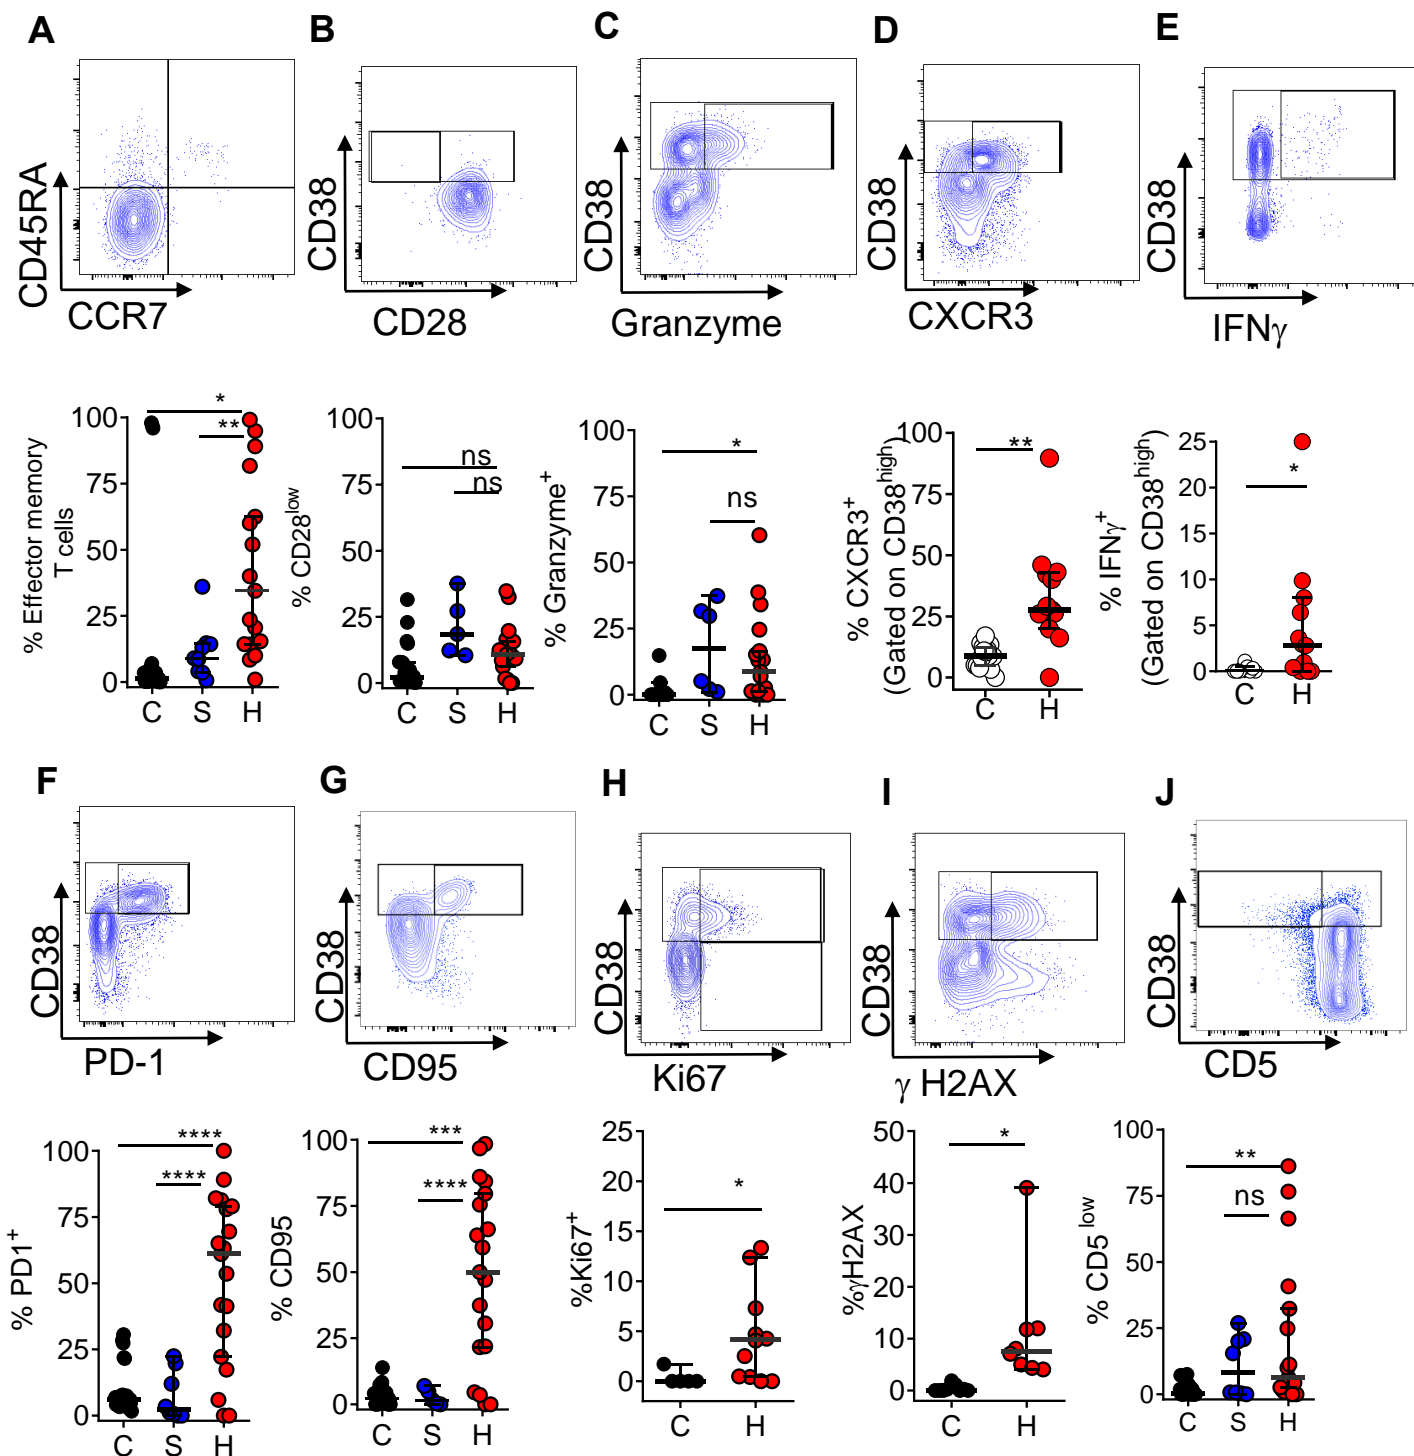 A
B
C
D
E
CD45RA
CCR7
CD38
CD28
CD38
Granzyme
CD38
CXCR3
CD38
IFNγ
% Effector memory
T cells
100
75
50
25
0
*
**
C S H
% CD28low
100
75
50
25
0
ns
ns
C S H
% Granzyme+
100
75
50
25
0
*
ns
C S H
% CXCR3+
(Gated on CD38high)
100
75
50
25
0
**
C H
% IFNγ+
(Gated on CD38high)
25
20
15
10
5
0
*
C H
F
G
H
I
J
CD38
PD-1
CD38
CD95
CD38
Ki67
CD38
γ H2AX
CD38
CD5
% PD1+
100
75
50
25
0
****
****
C S H
% CD95
100
75
50
25
0
***
****
C S H
%Ki67+
25
20
15
10
5
0
*
C H
%γH2AX
50
40
30
20
10
0
*
C H
% CD5 low
100
75
50
25
0
**
ns
C S H